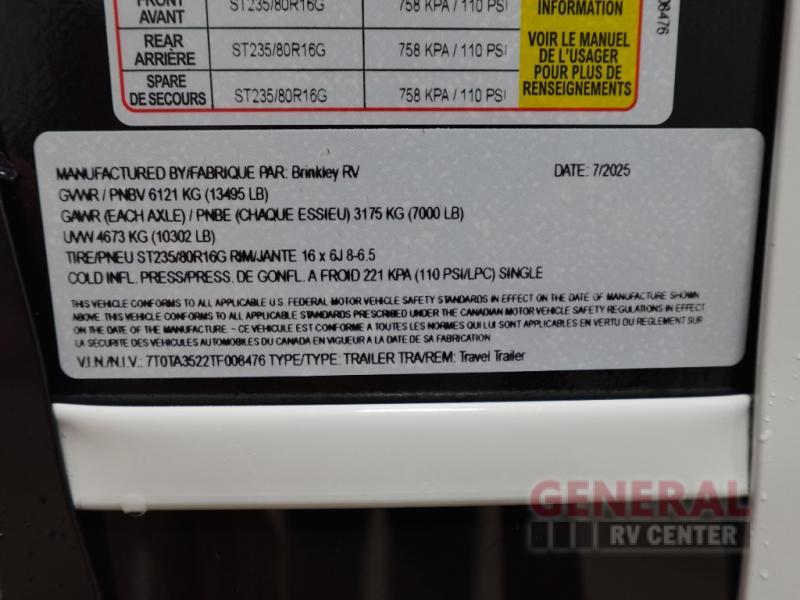 FRONT ST235/80R16G 758 KPA / 110 PSI
AVANT
REAR
ARRIÈRE ST235/80R16G 758 KPA / 110 PSI
SPARE
DE SECOURS ST235/80R16G 758 KPA / 110 PSI
INFORMATION
VOIR LE MANUEL
DE L'USAGER
POUR PLUS DE
RENSEIGNEMENTS
MANUFACTURED BY/FABRIQUE PAR: Brinkley RV DATE: 7/2025
GVWR / PNBV 6121 KG (13495 LB)
GAWR (EACH AXLE) / PNBE (CHAQUE ESSIEU) 3175 KG (7000 LB)
UVW 4673 KG (10302 LB)
TIRE/PNEU ST235/80R16G RIM/JANTE 16 x 6J 8-6.5
COLD INFL. PRESS/PRESS. DE GONFL. A FROID 221 KPA (110 PSI/LPC) SINGLE
THIS VEHICLE CONFORMS TO ALL APPLICABLE U.S. FEDERAL MOTOR VEHICLE SAFETY STANDARDS IN EFFECT ON THE DATE OF MANUFACTURE SHOWN
ABOVE. THIS VEHICLE CONFORMS TO ALL APPLICABLE STANDARDS PRESCRIBED UNDER THE CANADIAN MOTOR VEHICLE SAFETY REGULATIONS IN EFFECT
ON THE DATE OF THE MANUFACTURE. ~ CE VEHICULE EST CONFORME A TOUTES LES NORMES QUI LUI SONT APPLICABLES EN VERTU DU REGLEMENT SUR
LA SECURITE DES VEHICULES AUTOMOBILES DU CANADA EN VIGUEUR A LA DATE DE SA FABRICATION
V.I.N./N.I.V.: 7T0TA3522TF006476 TYPE/TYPE: TRAILER TRA/REM: Travel Trailer
GENERAL
RV CENTER